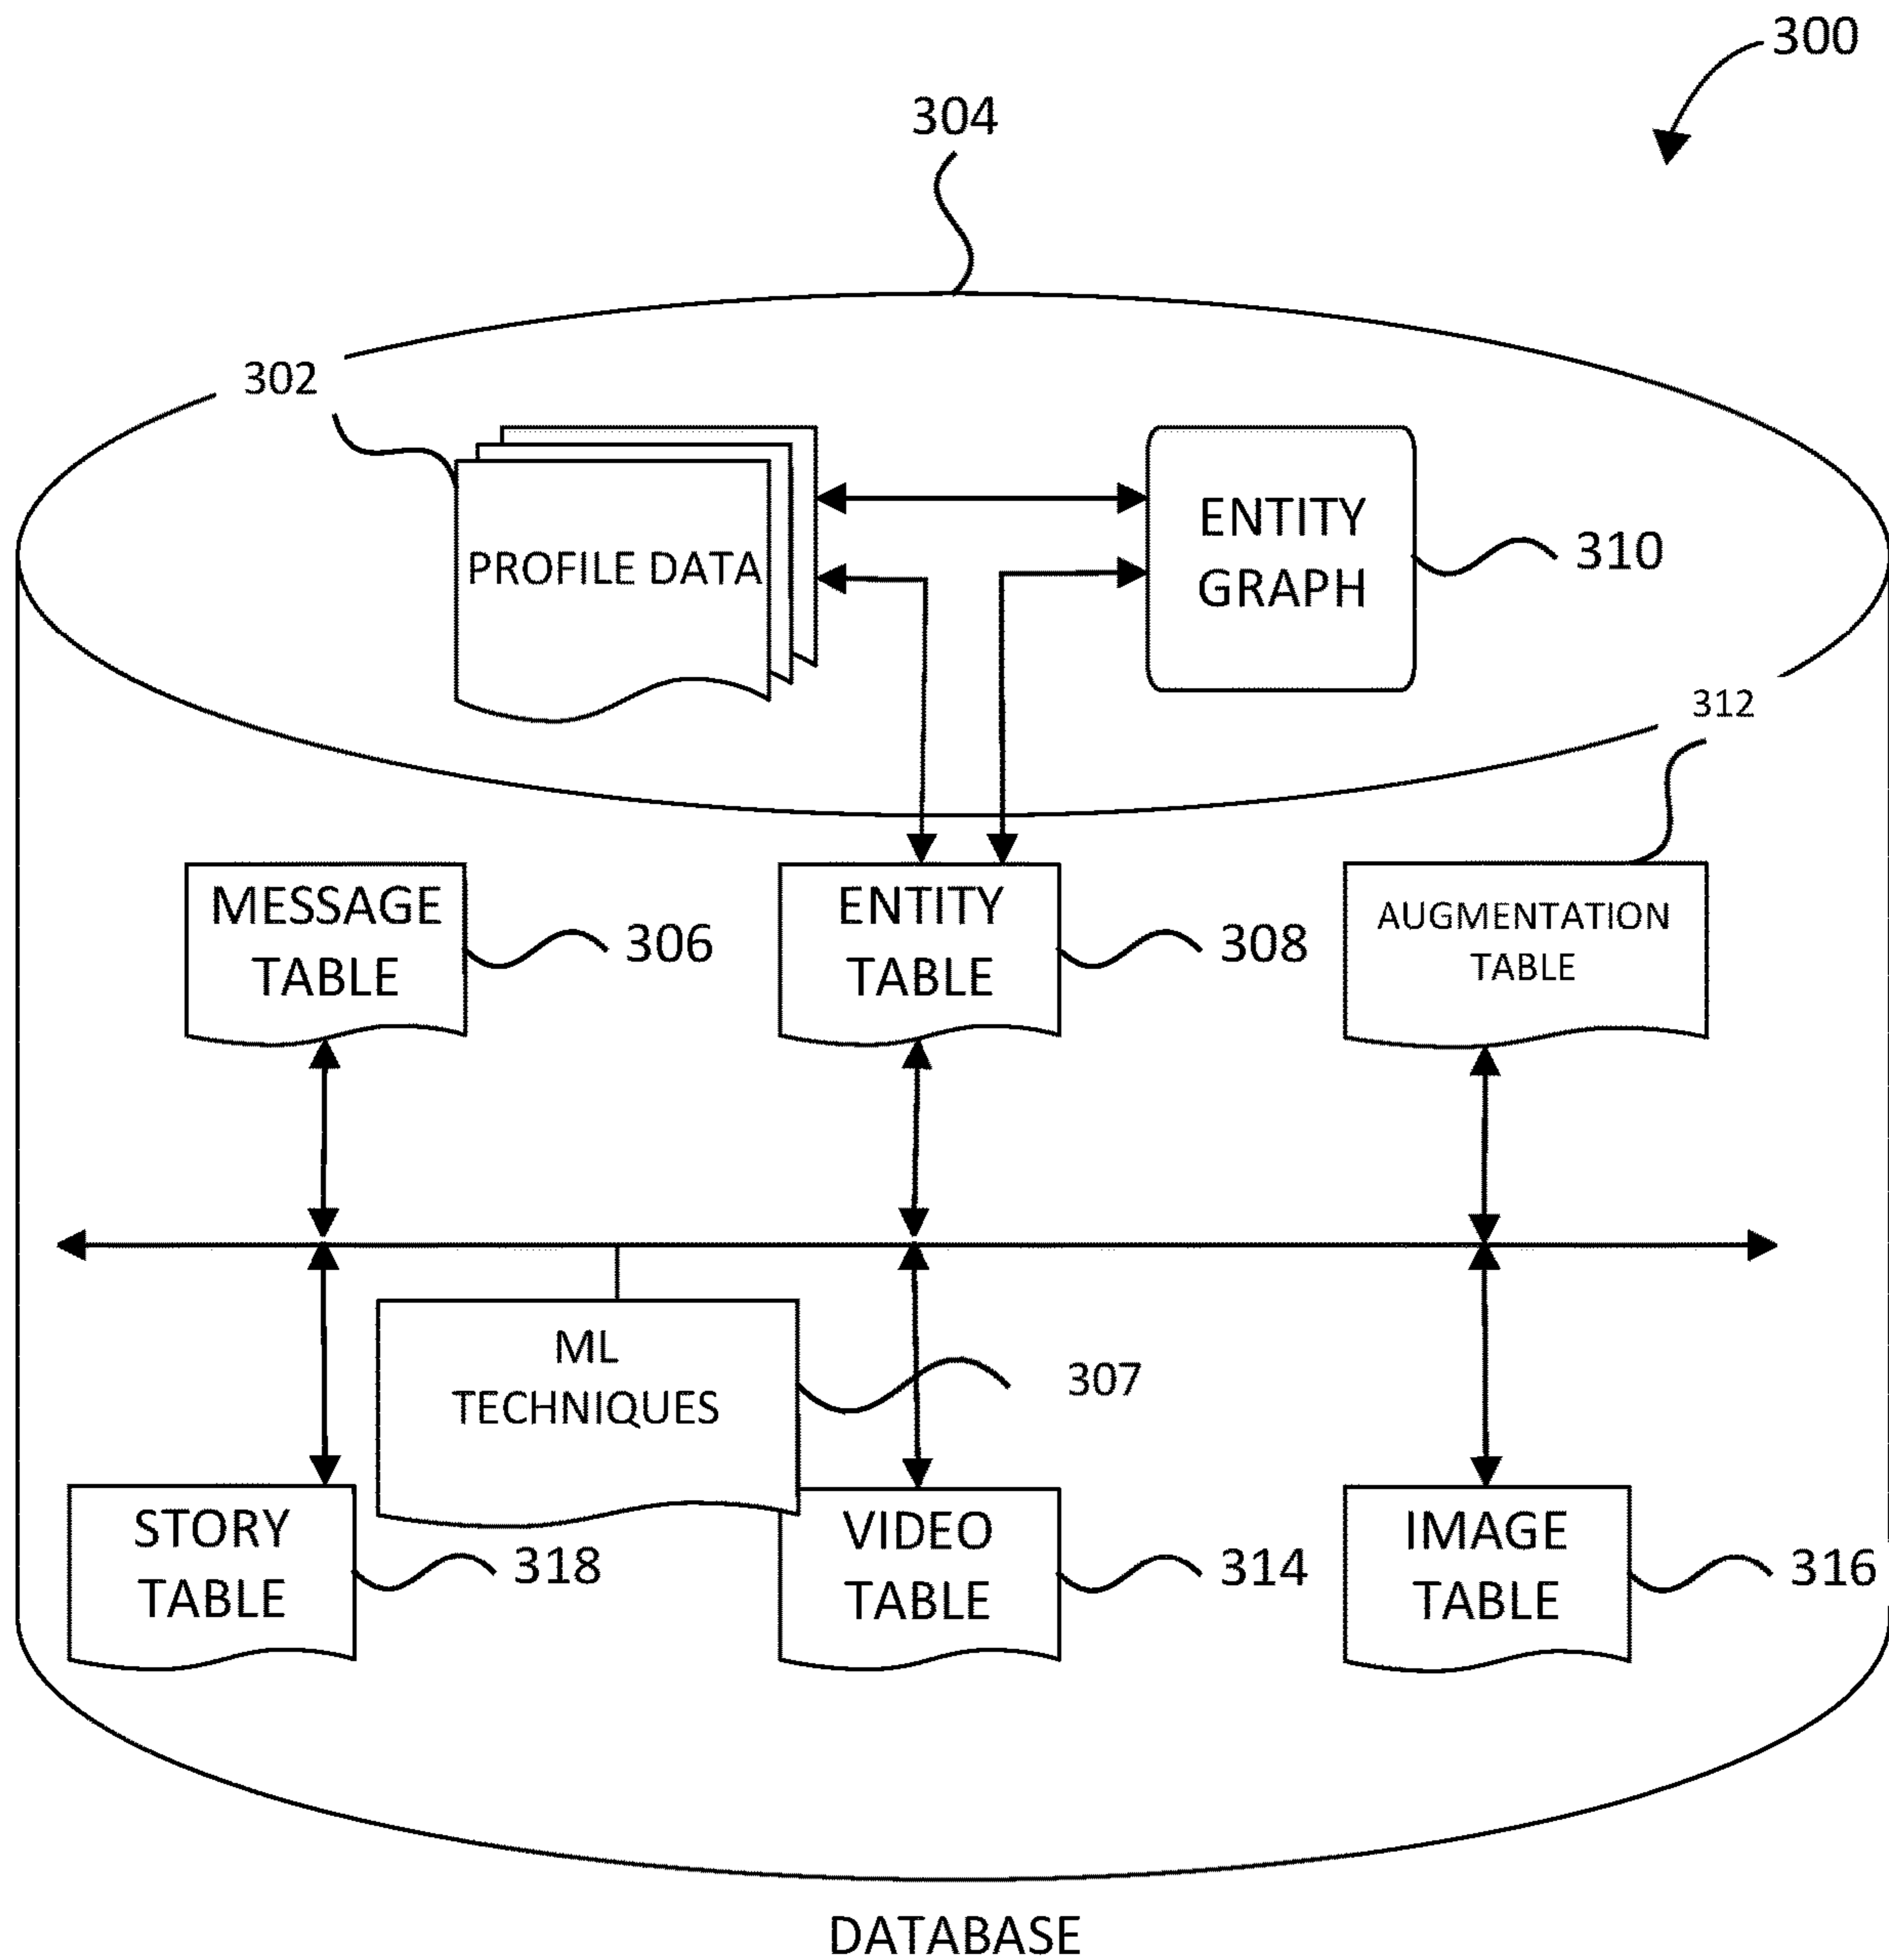 300
304
302
PROFILE DATA
ENTITY
GRAPH
310
312
MESSAGE
TABLE
306
ENTITY
TABLE
308
AUGMENTATION
TABLE
ML
TECHNIQUES
307
STORY
TABLE
318
VIDEO
TABLE
314
IMAGE
TABLE
316
DATABASE